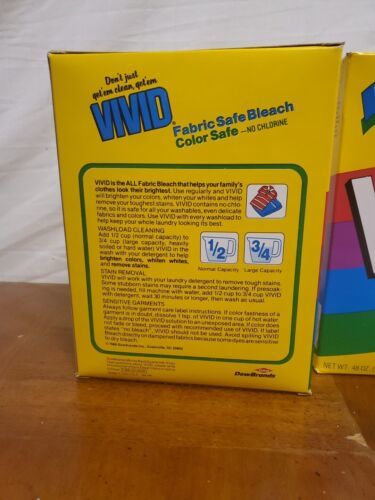 Don't just
get'em clean, get'em
VIVID®
Fabric Safe Bleach
Color Safe —NO CHLORINE
VIVID is the ALL Fabric Bleach that helps your family's
clothes look their brightest. Use regularly and VIVID
will brighten your colors, whiten your whites and help
remove your toughest stains. VIVID contains no chlo-
rine, so it is safe for all your washables, even delicate
fabrics and colors. Use VIVID with every washload to
help keep your whole laundry looking its best.
WASHLOAD CLEANING
Add 1/2 cup (normal capacity) to
3/4 cup (large capacity, heavily
soiled or hard water) VIVID in the
wash with your detergent to help
brighten colors, whiten whites,
and remove stains.
1/2
3/4
Normal Capacity
Large Capacity
STAIN REMOVAL
VIVID will work with your laundry detergent to remove stains.
Some stubborn stains may require a second laundering. If presoak-
ing is needed, fill machine with water, add 1/2 cup to 3/4 cup VIVID
with detergent, wait 30 minutes or longer, then wash as usual.
SENSITIVE GARMENTS
Always follow garment care label instructions. If color fastness of a
garment is in doubt, dissolve 1 tsp. of VIVID in one cup of hot water.
Apply a drop of the VIVID solution to an unexposed area. If color does
not fade or bleed, proceed with recommended use of VIVID. If label
states "no bleach", VIVID should not be used. Avoid spilling VIVID
Bleach directly on dampened fabrics because some dyes are sensitive
to dry bleach.
DowBrands
NET WT. 48 OZ.